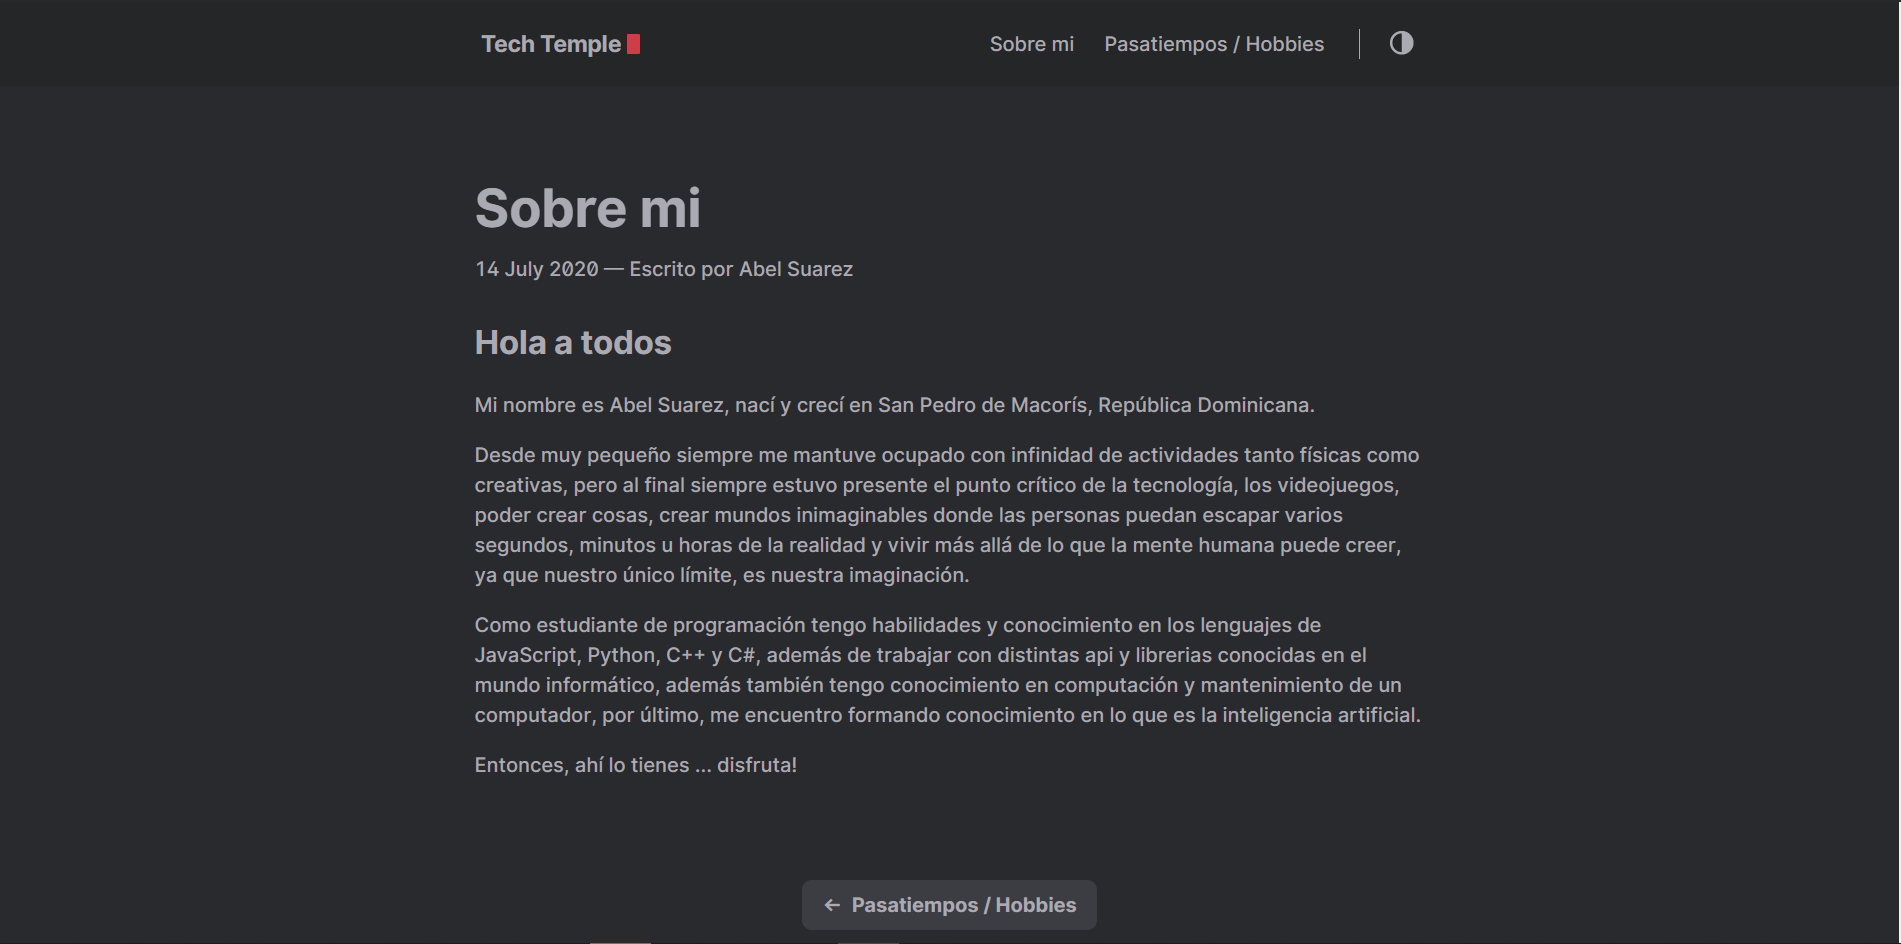 Tech Temple
Sobre mi
Pasatiempos / Hobbies
Sobre mi
14 July 2020 — Escrito por Abel Suarez
Hola a todos
Mi nombre es Abel Suarez, nací y crecí en San Pedro de Macorís, República Dominicana.
Desde muy pequeño siempre me mantuve ocupado con infinidad de actividades tanto físicas como
creativas, pero al final siempre estuvo presente el punto crítico de la tecnología, los videojuegos,
poder crear cosas, crear mundos inimaginables donde las personas puedan escapar varios
segundos, minutos u horas de la realidad y vivir más allá de lo que la mente humana puede creer,
ya que nuestro único límite, es nuestra imaginación.
Como estudiante de programación tengo habilidades y conocimiento en los lenguajes de
JavaScript, Python, C++ y C#, además de trabajar con distintas api y librerias conocidas en el
mundo informático, además también tengo conocimiento en computación y mantenimiento de un
computador, por último, me encuentro formando conocimiento en lo que es la inteligencia artificial.
Entonces, ahí lo tienes ... disfruta!
← Pasatiempos / Hobbies